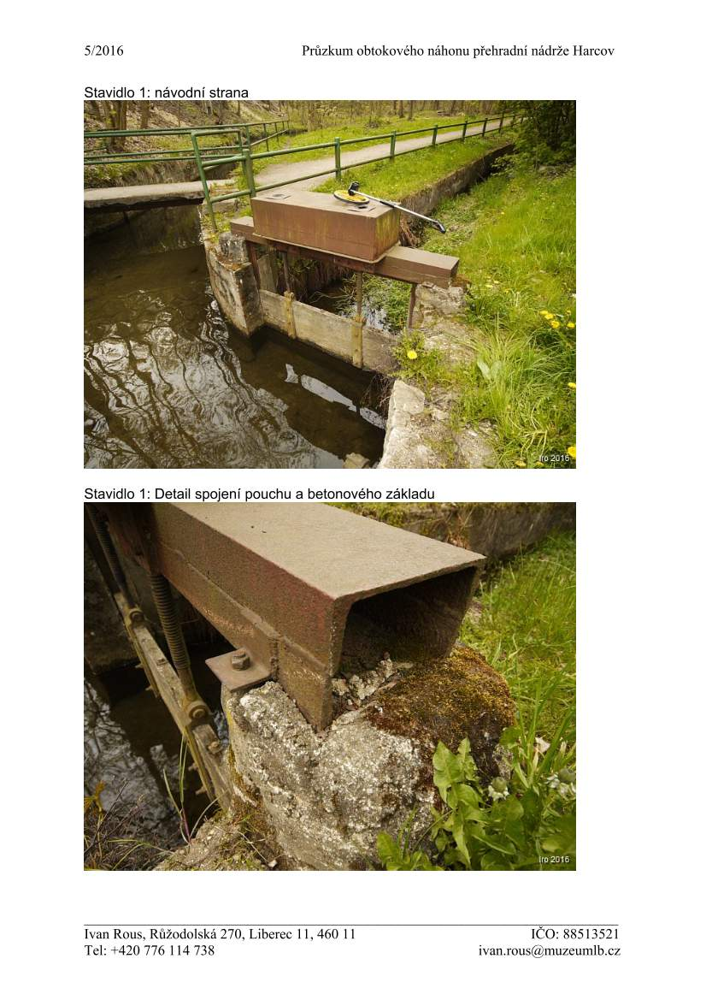 5/2016 Průzkum obtokového náhonu přehradní nádrže Harcov
Stavidlo 1: návodní strana
Iro 2016
Stavidlo 1: Detail spojení pouchu a betonového základu
Iro 2016
Ivan Rous, Růžodolská 270, Liberec 11, 460 11 IČO: 88513521
Tel: +420 776 114 738 ivan.rous@muzeumlb.cz